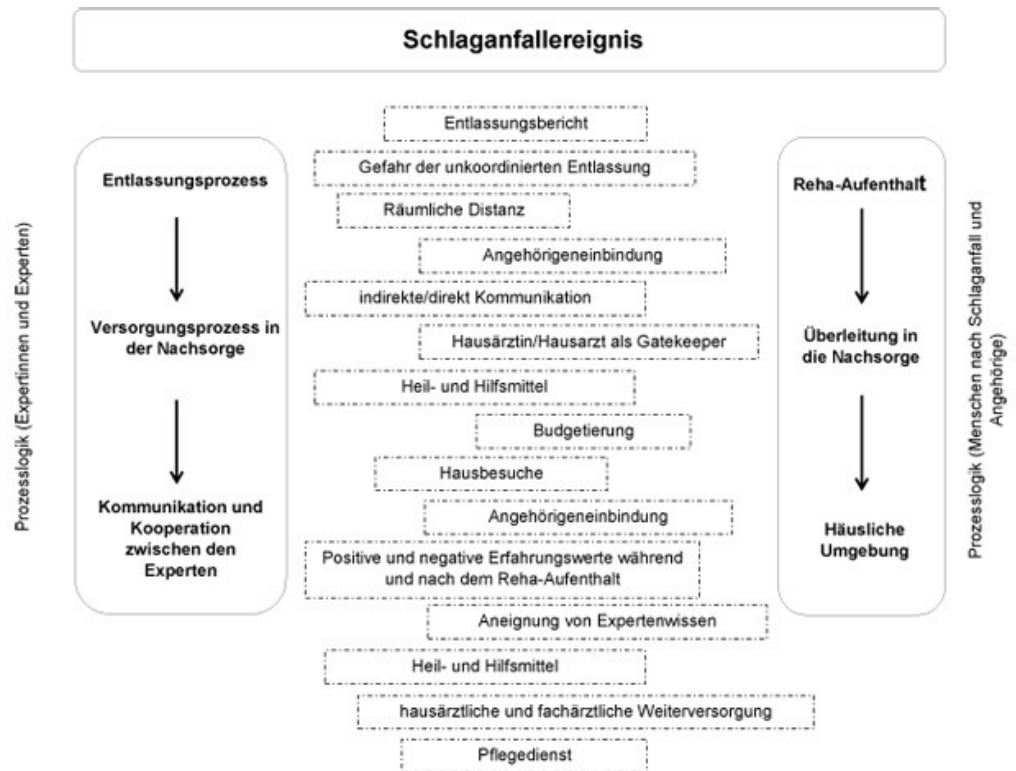 Schlaganfallereignis
Prozesslogik (Expertinnen und Experten)
Entlassungsprozess
Versorgungsprozess in
der Nachsorge
Kommunikation und
Kooperation
zwischen den
Experten
Entlassungsbericht
Gefahr der unkoordinierten Entlassung
Räumliche Distanz
Angehörigeneinbindung
indirekte/direkt Kommunikation
Hausärztin/Hausarzt als Gatekeeper
Heil- und Hilfsmittel
Budgetierung
Hausbesuche
Angehörigeneinbindung
Positive und negative Erfahrungswerte während
und nach dem Reha-Aufenthalt
Aneignung von Expertenwissen
Heil- und Hilfsmittel
hausärztliche und fachärztliche Weiterversorgung
Pflegedienst
Reha-Aufenthalt
Überleitung in
die Nachsorge
Häusliche
Umgebung
Prozesslogik (Menschen nach Schlaganfall und
Angehörige)